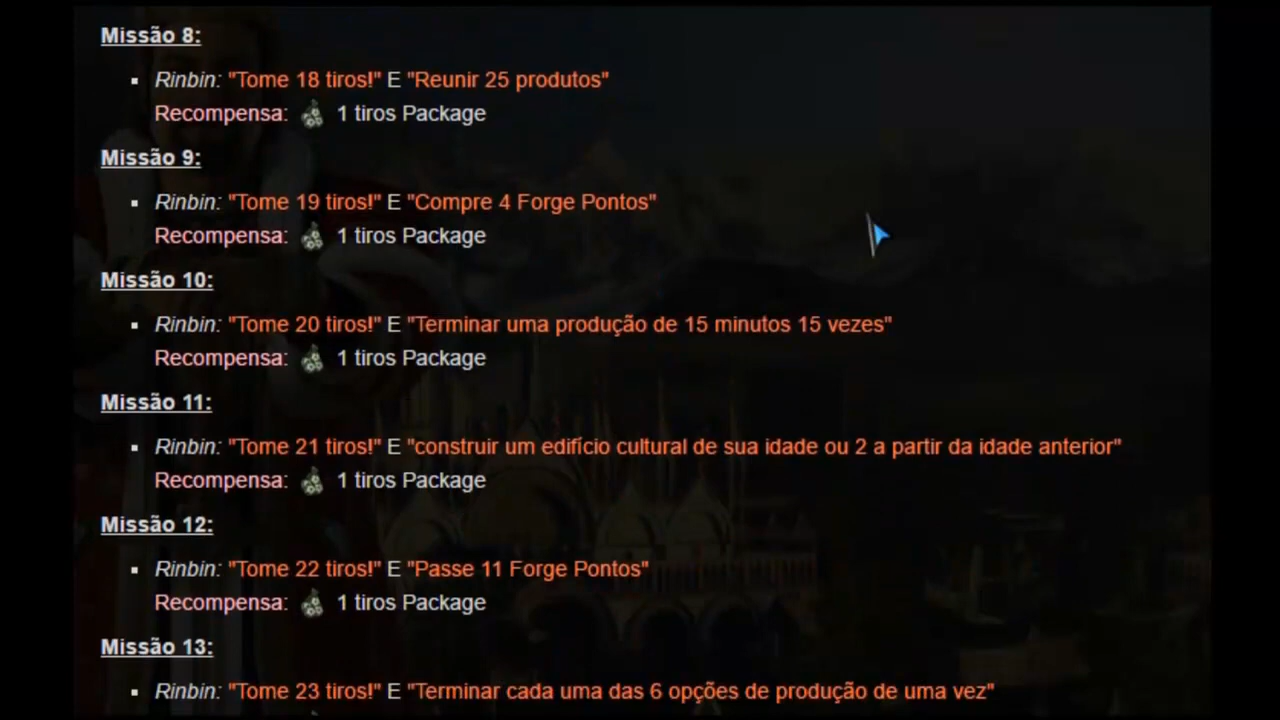 Missão 8:
Rinbin: "Tome 18 tiros!" E "Reunir 25 produtos"
Recompensa: 1 tiros Package
Missão 9:
Rinbin: "Tome 19 tiros!" E "Compre 4 Forge Pontos"
Recompensa: 1 tiros Package
Missão 10:
Rinbin: "Tome 20 tiros!" E "Terminar uma produção de 15 minutos 15 vezes"
Recompensa: 1 tiros Package
Missão 11:
Rinbin: "Tome 21 tiros!" E "construir um edifício cultural de sua idade ou 2 a partir da idade anterior"
Recompensa: 1 tiros Package
Missão 12:
Rinbin: "Tome 22 tiros!" E "Passe 11 Forge Pontos"
Recompensa: 1 tiros Package
Missão 13:
Rinbin: "Tome 23 tiros!" E "Terminar cada uma das 6 opções de produção de uma vez"